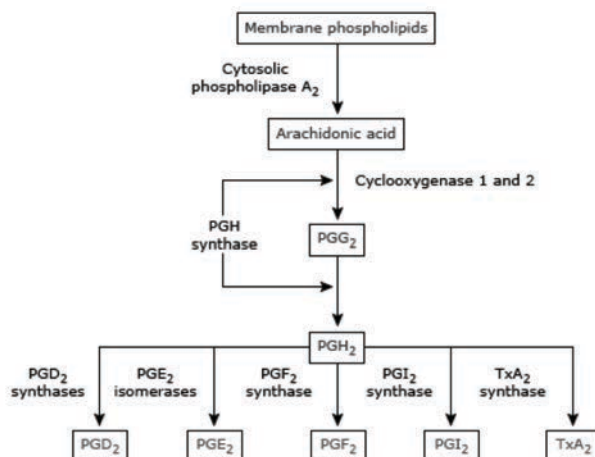 Membrane phospholipids
Cytosolic
phospholipase A₂
Arachidonic acid
Cyclooxygenase 1 and 2
PGH
synthase
PGG₂
PGH₂
PGD₂
synthases
PGE₂
isomerases
PGF₂
synthase
PGI₂
synthase
TxA₂
synthase
PGD₂
PGE₂
PGF₂
PGI₂
TxA₂